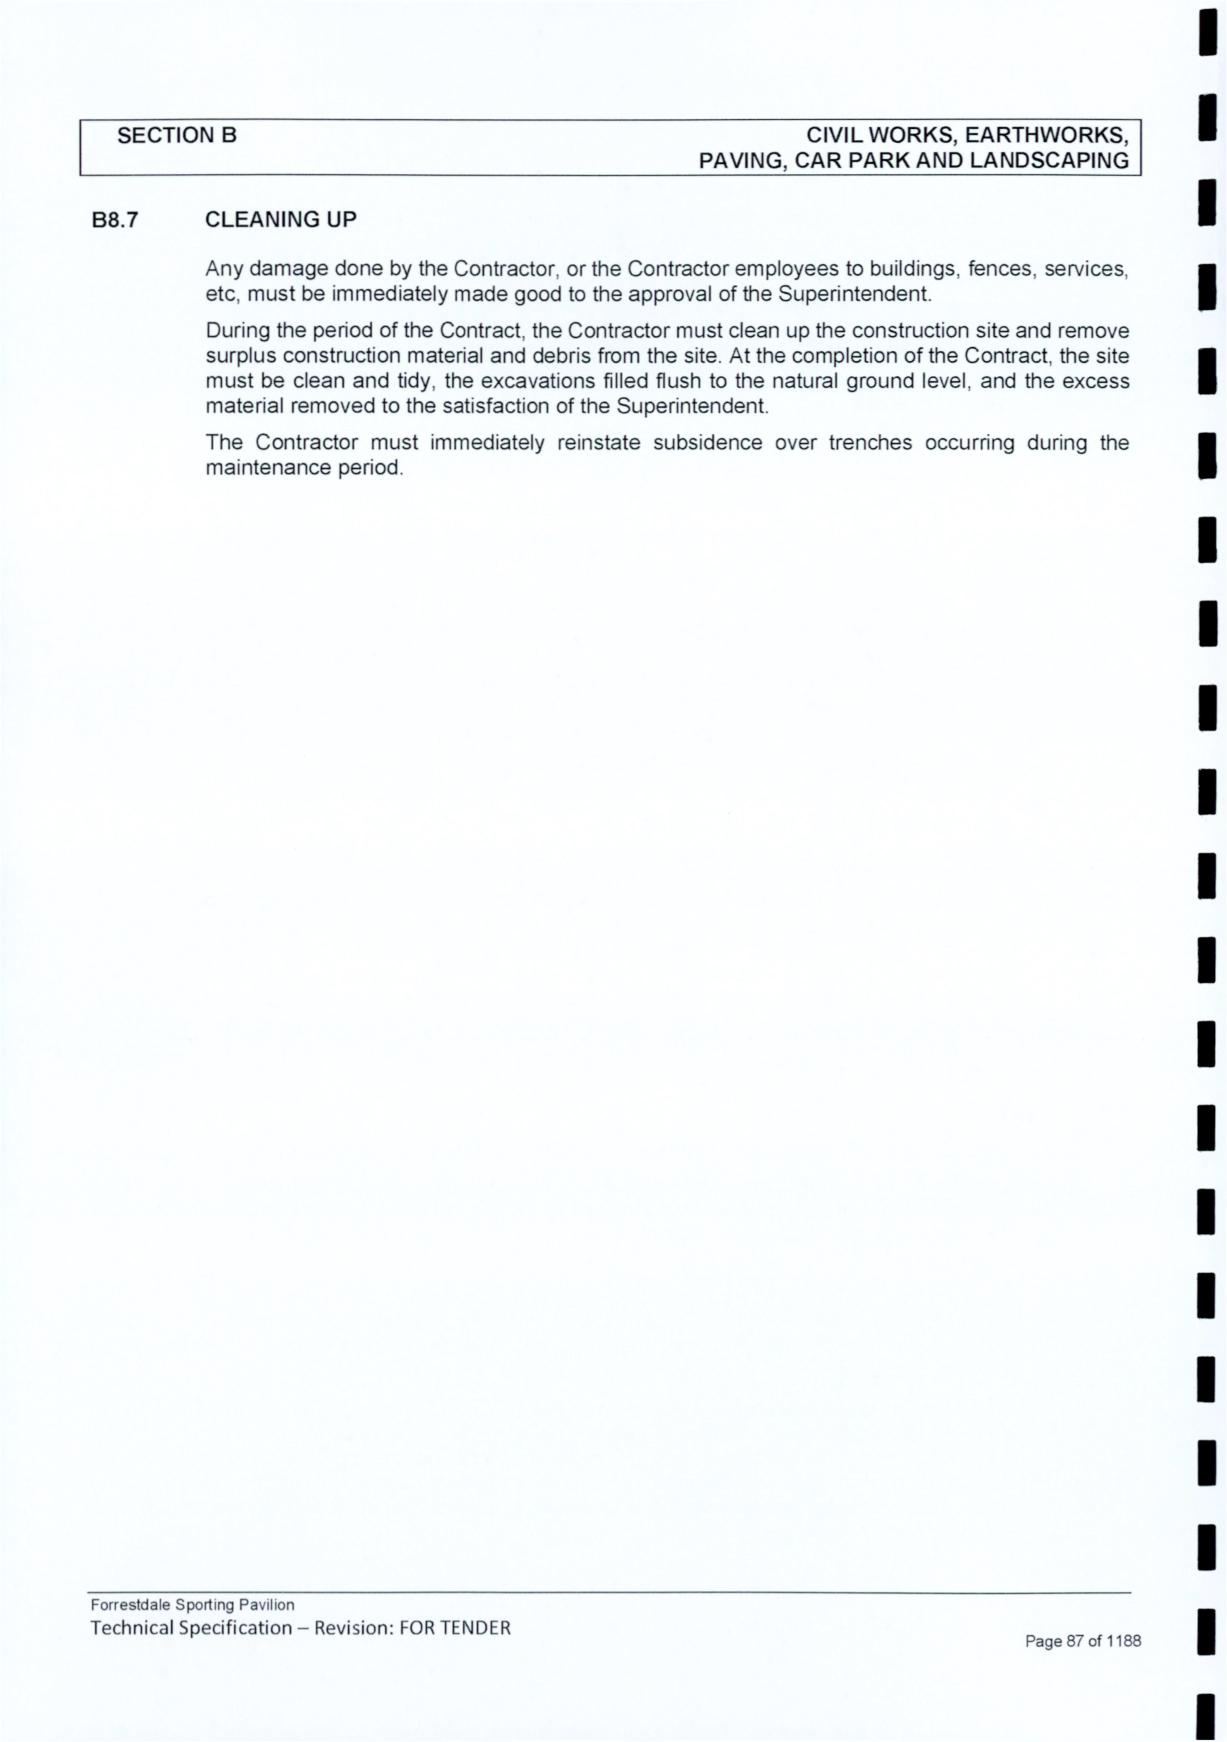 SECTION B
CIVIL WORKS, EARTHWORKS,
PAVING, CAR PARK AND LANDSCAPING
B8.7 CLEANING UP
Any damage done by the Contractor, or the Contractor employees to buildings, fences, services,
etc, must be immediately made good to the approval of the Superintendent.
During the period of the Contract, the Contractor must clean up the construction site and remove
surplus construction material and debris from the site. At the completion of the Contract, the site
must be clean and tidy, the excavations filled flush to the natural ground level, and the excess
material removed to the satisfaction of the Superintendent.
The Contractor must immediately reinstate subsidence over trenches occurring during the
maintenance period.
Forrestdale Sporting Pavilion
Technical Specification – Revision: FOR TENDER
Page 87 of 1188